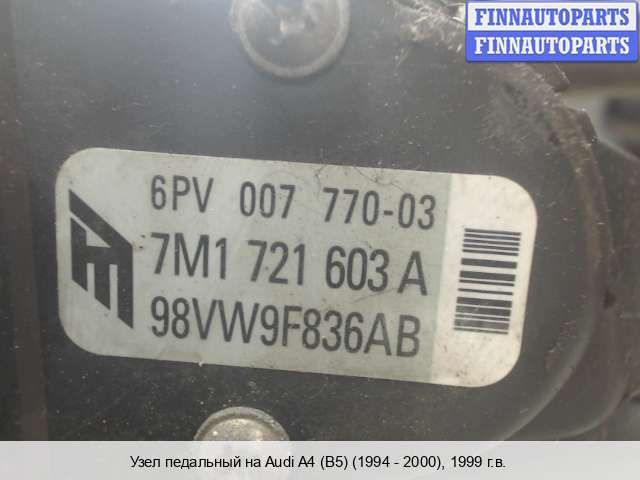 FINNAUTOPARTS
FINNAUTOPARTS
6PV 007 770-03
7M1 721 603 A
98VW9F836AB
Узел педальный на Audi A4 (B5) (1994 - 2000), 1999 г.в.